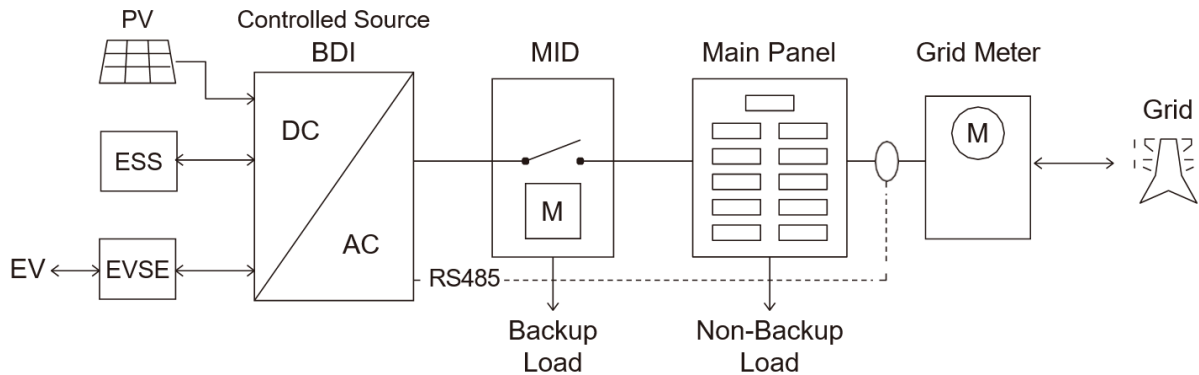 PV
Controlled Source
BDI
MID
Main Panel
Grid Meter
Grid
DC
AC
ESS
EV
EVSE
M
M
RS485
Backup
Load
Non-Backup
Load